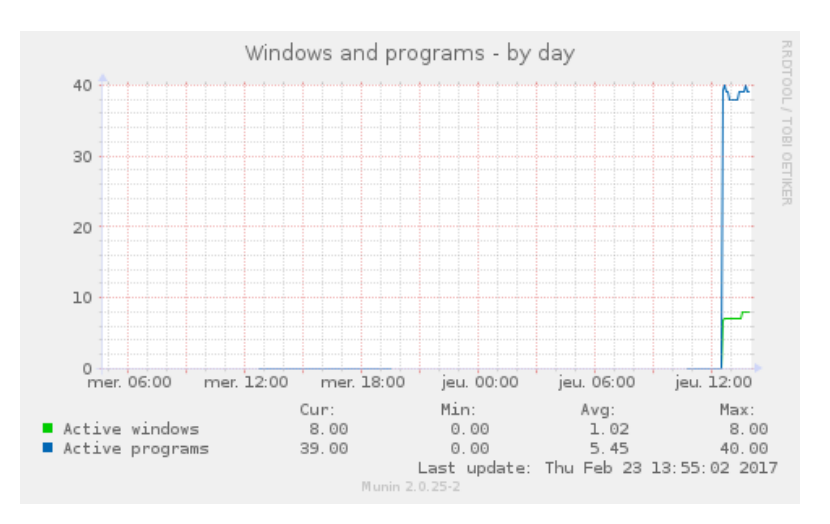 Windows and programs - by day
RRDTOOL / TOBI OETIKER
40
30
20
10
0
mer. 06:00 mer. 12:00 mer. 18:00 jeu. 00:00 jeu. 06:00 jeu. 12:00
Cur: Min: Avg: Max:
Active windows 8.00 0.00 1.02 8.00
Active programs 39.00 0.00 5.45 40.00
Last update: Thu Feb 23 13:55:02 2017
Munin 2.0.25-2